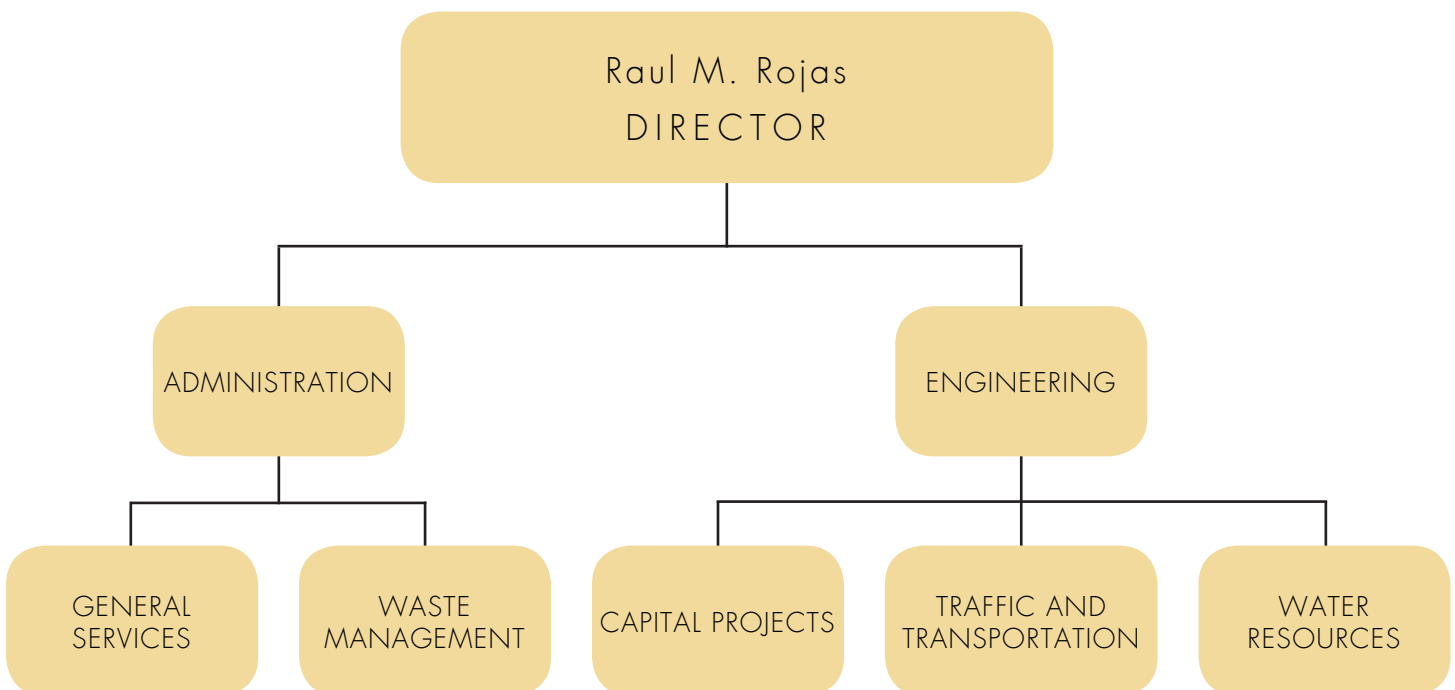 Raul M. Rojas
DIRECTOR
ADMINISTRATION
ENGINEERING
GENERAL
SERVICES
WASTE
MANAGEMENT
CAPITAL PROJECTS
TRAFFIC AND
TRANSPORTATION
WATER
RESOURCES